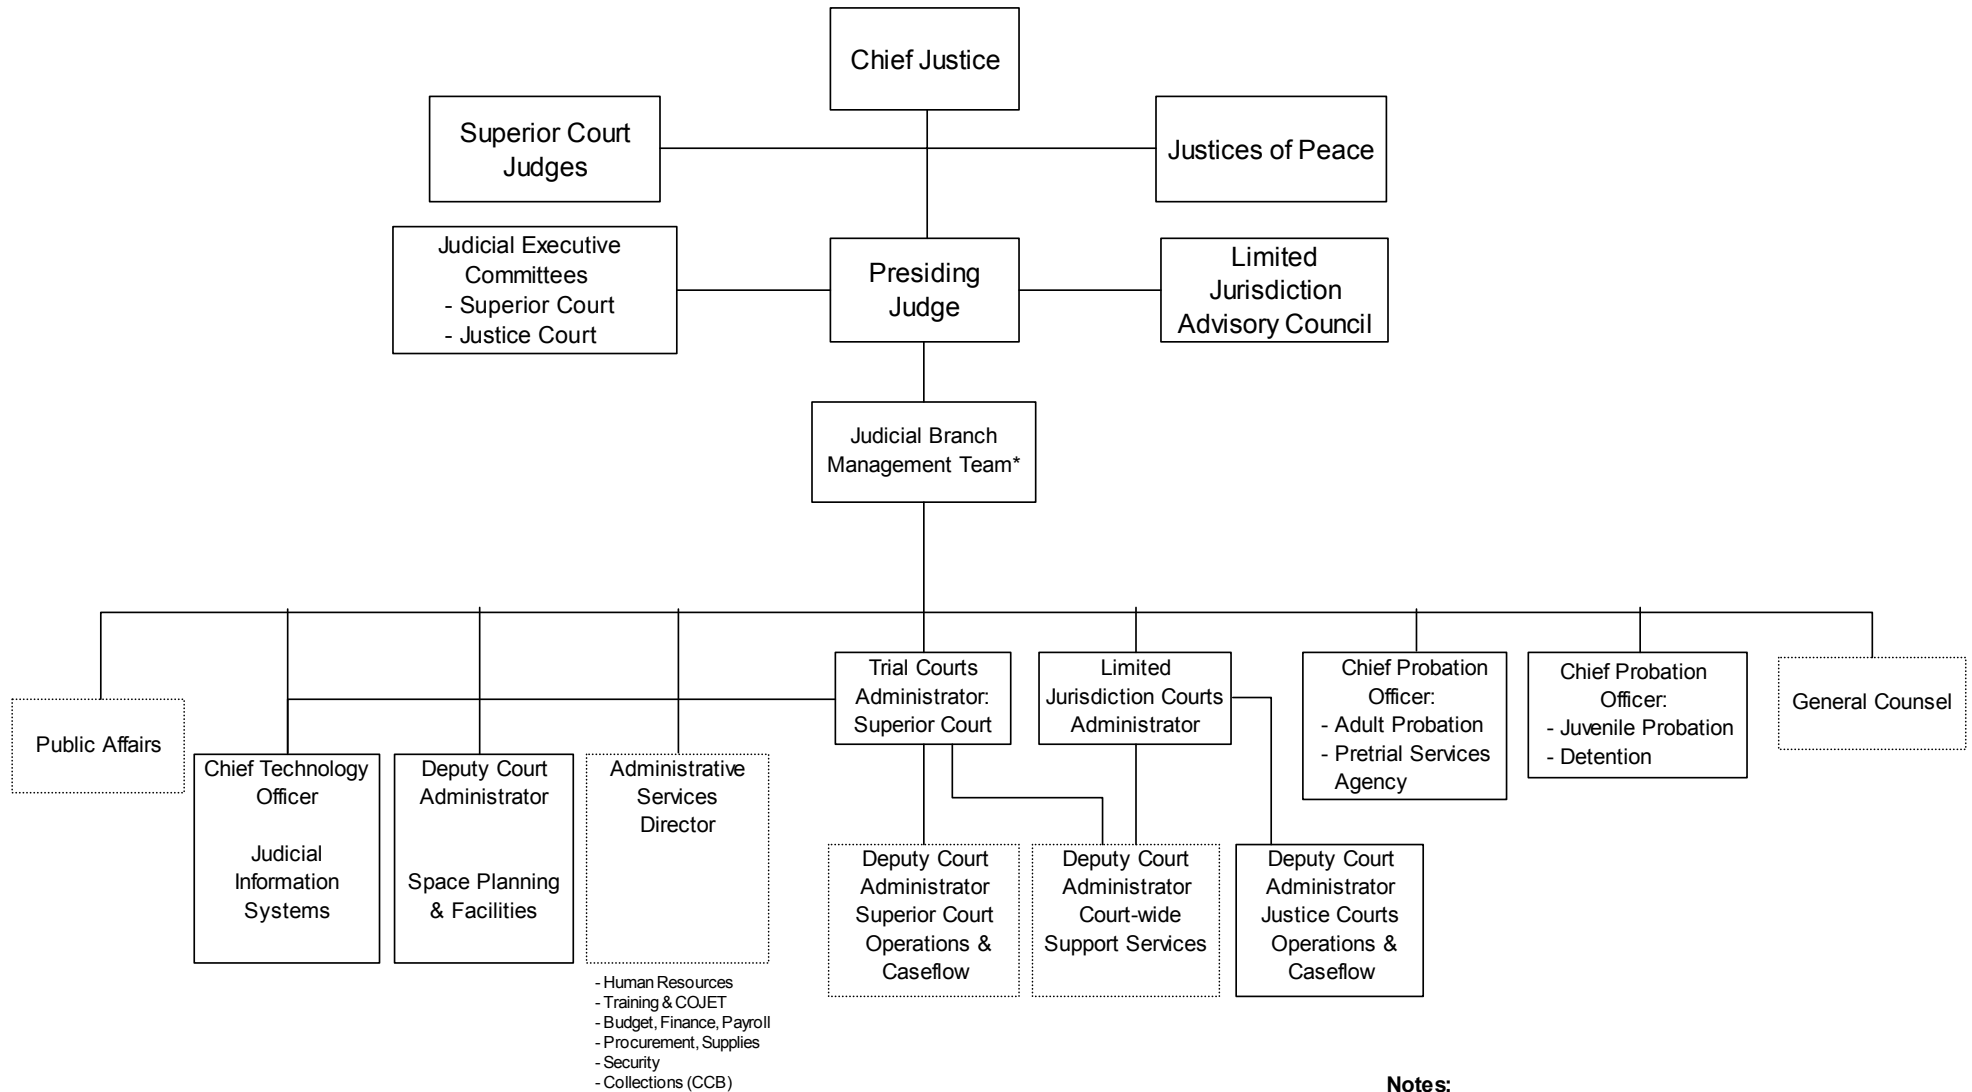 Chief Justice
Superior Court
Judges
Justices of Peace
Judicial Executive
Committees
- Superior Court
- Justice Court
Presiding
Judge
Limited
Jurisdiction
Advisory Council
Judicial Branch
Management Team*
Public Affairs
Chief Technology
Officer
Judicial
Information
Systems
Deputy Court
Administrator
Space Planning
& Facilities
Administrative
Services
Director
- Human Resources
- Training & COJET
- Budget, Finance, Payroll
- Procurement, Supplies
- Security
- Collections (CCB)
Trial Courts
Administrator:
Superior Court
Limited
Jurisdiction Courts
Administrator
Chief Probation
Officer:
- Adult Probation
- Pretrial Services
Agency
Chief Probation
Officer:
- Juvenile Probation
- Detention
General Counsel
Deputy Court
Administrator
Superior Court
Operations &
Caseflow
Deputy Court
Administrator
Court-wide
Support Services
Deputy Court
Administrator
Justice Courts
Operations &
Caseflow
Notes: